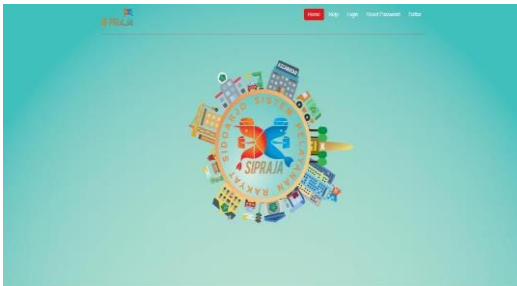 SIPRAJA
Home Help Login Reset Password Daftar
SIDOARJO SISTEM PELAYANAN RAKYAT
SIPRAJA